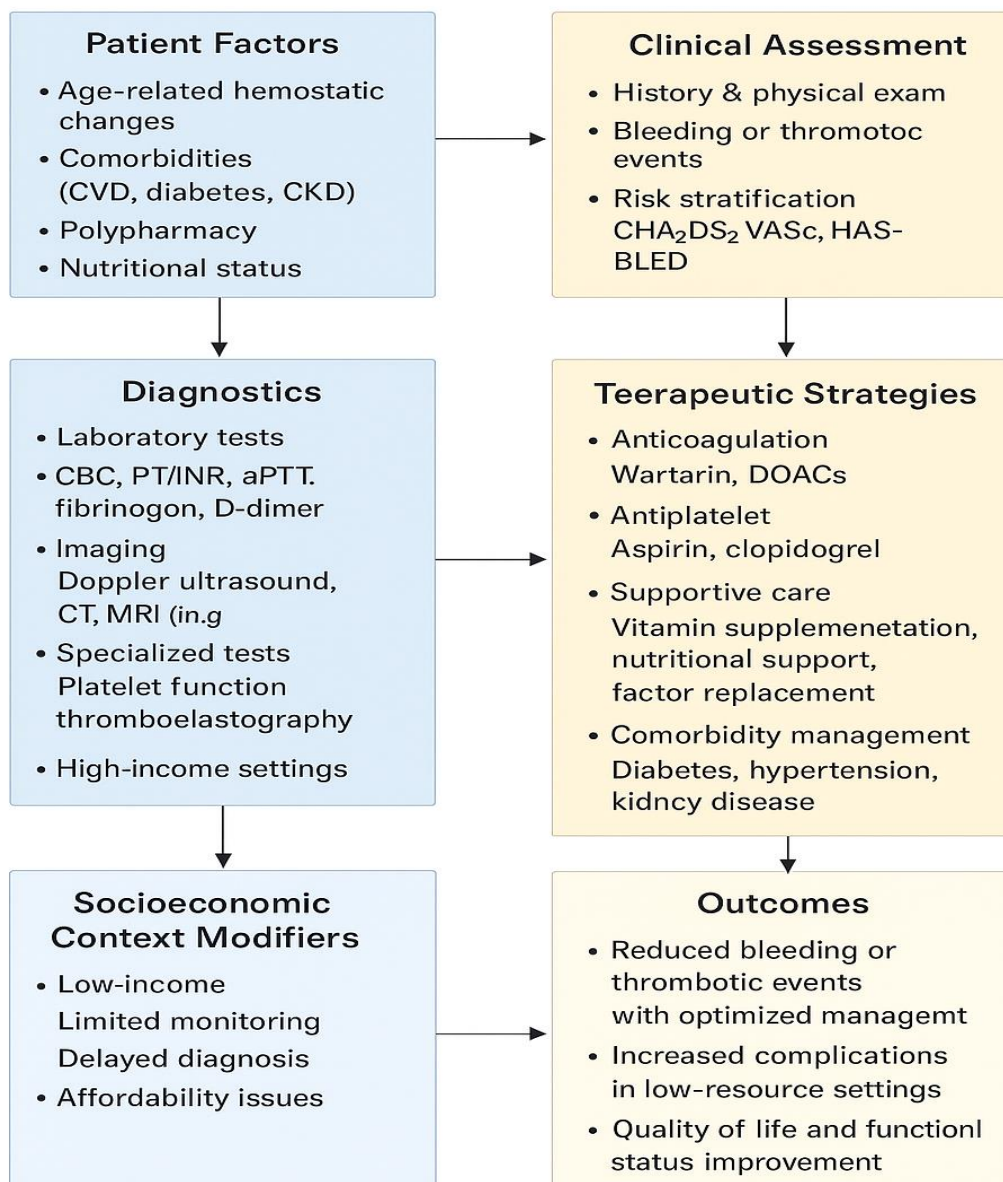 Patient Factors
• Age-related hemostatic
changes
• Comorbidities
(CVD, diabetes, CKD)
• Polypharmacy
• Nutritional status
Clinical Assessment
• History & physical exam
• Bleeding or thromotoc
events
• Risk stratification
CHA₂DS₂ VASc, HAS-
BLED
Diagnostics
• Laboratory tests
• CBC, PT/INR, aPTT.
fibrinogon, D-dimer
• Imaging
Doppler ultrasound,
CT, MRI (in.g
• Specialized tests
Platelet function
thromboelastography
• High-income settings
Teerapeutic Strategies
• Anticoagulation
Wartarin, DOACs
• Antiplatelet
Aspirin, clopidogrel
• Supportive care
Vitamin supplemenetation,
nutritional support,
factor replacement
• Comorbidity management
Diabetes, hypertension,
kidncy disease
Socioeconomic
Context Modifiers
• Low-income
Limited monitoring
Delayed diagnosis
• Affordability issues
Outcomes
• Reduced bleeding or
thrombotic events
with optimized managemt
• Increased complications
in low-resource settings
• Quality of life and functionl
status improvement